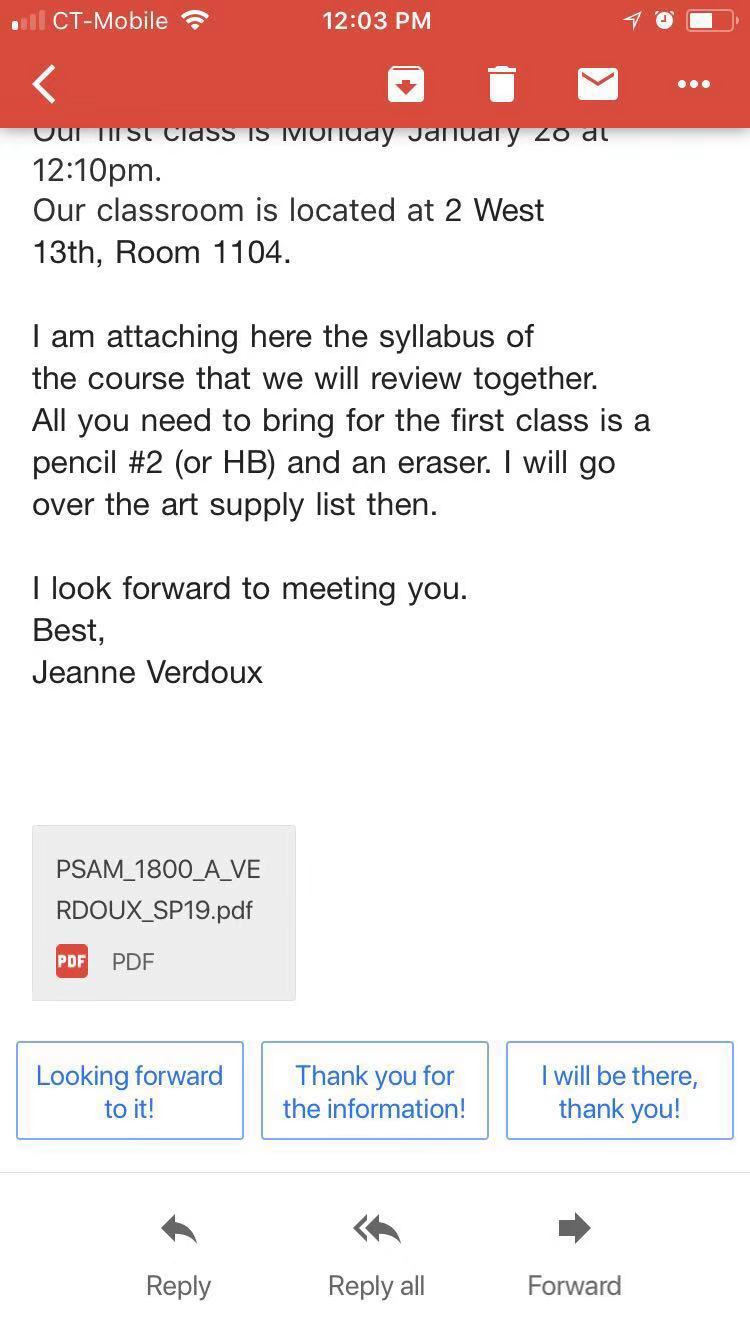 CT-Mobile 12:03 PM
Our first class is Monday January 28 at
12:10pm.
Our classroom is located at 2 West
13th, Room 1104.
I am attaching here the syllabus of
the course that we will review together.
All you need to bring for the first class is a
pencil #2 (or HB) and an eraser. I will go
over the art supply list then.
I look forward to meeting you.
Best,
Jeanne Verdoux
PSAM_1800_A_VE
RDOUX_SP19.pdf
PDF PDF
Looking forward
to it!
Thank you for
the information!
I will be there,
thank you!
Reply Reply all Forward